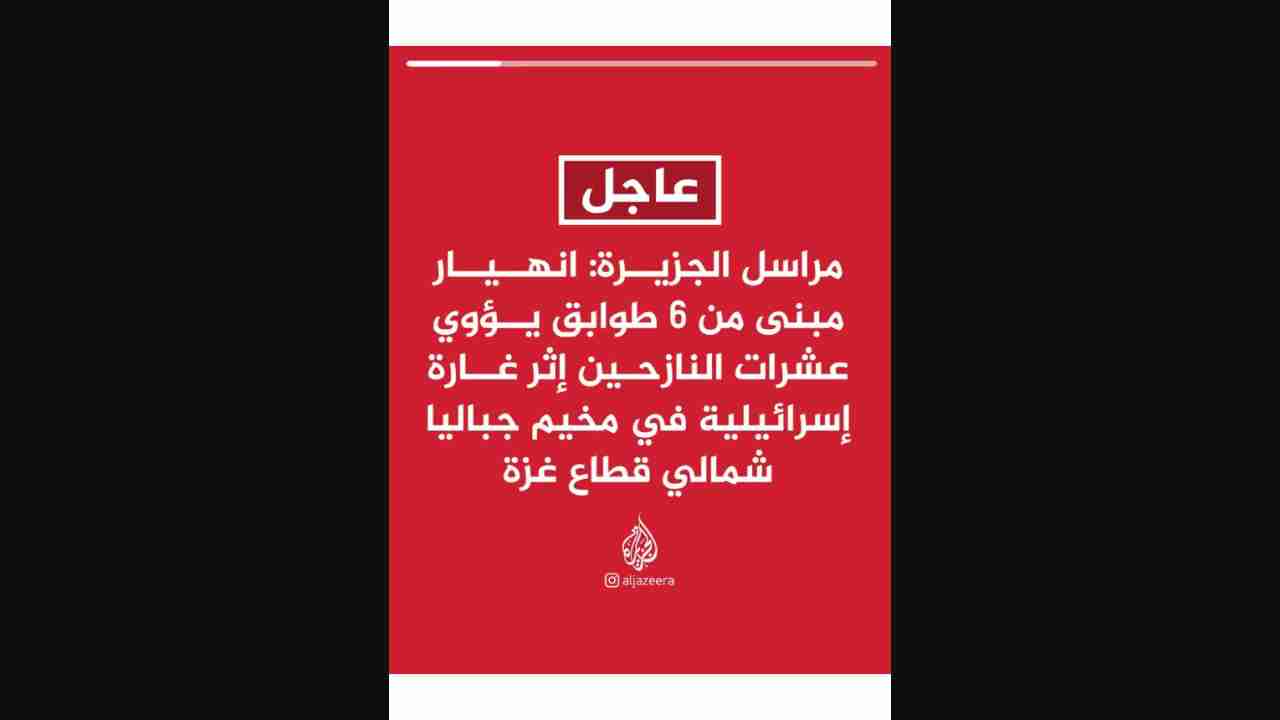 عاجل
مراسل الجزيرة: انهيار
مبنى من 6 طوابق يؤوي
عشرات النازحين إثر غارة
إسرائيلية في مخيم جباليا
شمالي قطاع غزة
الجزيرة
aljazeera